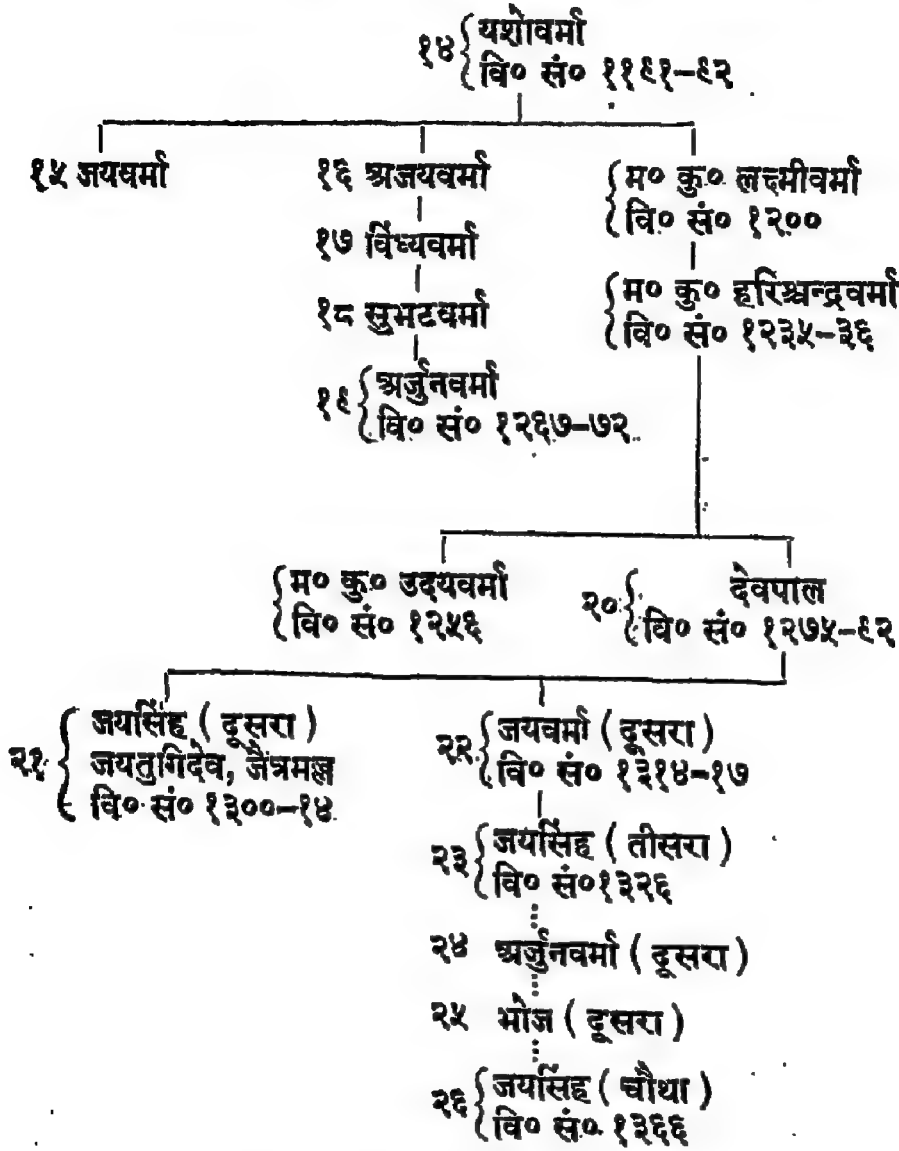 १४ यशोवर्मा
वि० सं० ११९१-९२
१५ जयवर्मा
१६ अजयवर्मा
म० कु० लक्ष्मीवर्मा
वि० सं० १२००
१७ विंध्यवर्मा
म० कु० हरिश्चन्द्रवर्मा
वि० सं० १२३५-३६
१८ सुभटवर्मा
१९ अर्जुनवर्मा
वि० सं० १२६७-७२
म० कु० उदयवर्मा
वि० सं० १२५६
२० देवपाल
वि० सं० १२७५-९२
२१ जयसिंह ( दूसरा )
जयतुगिदेव, जैत्रमल्ल
वि० सं० १३००-१४
२२ जयवर्मा ( दूसरा )
वि० सं० १३१४-१७
२३ जयसिंह ( तीसरा )
वि० सं०१३२६
२४ अर्जुनवर्मा ( दूसरा )
२५ भोज ( दूसरा )
२६ जयसिंह ( चौथा )
वि० सं० १३६६